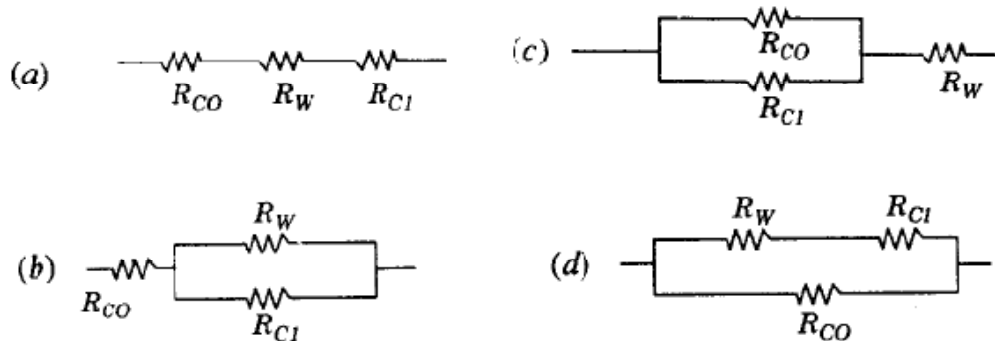 (a)
R_CO R_W R_C1
(b)
R_CO
R_W
R_C1
(c)
R_CO
R_C1
R_W
(d)
R_W R_C1
R_CO